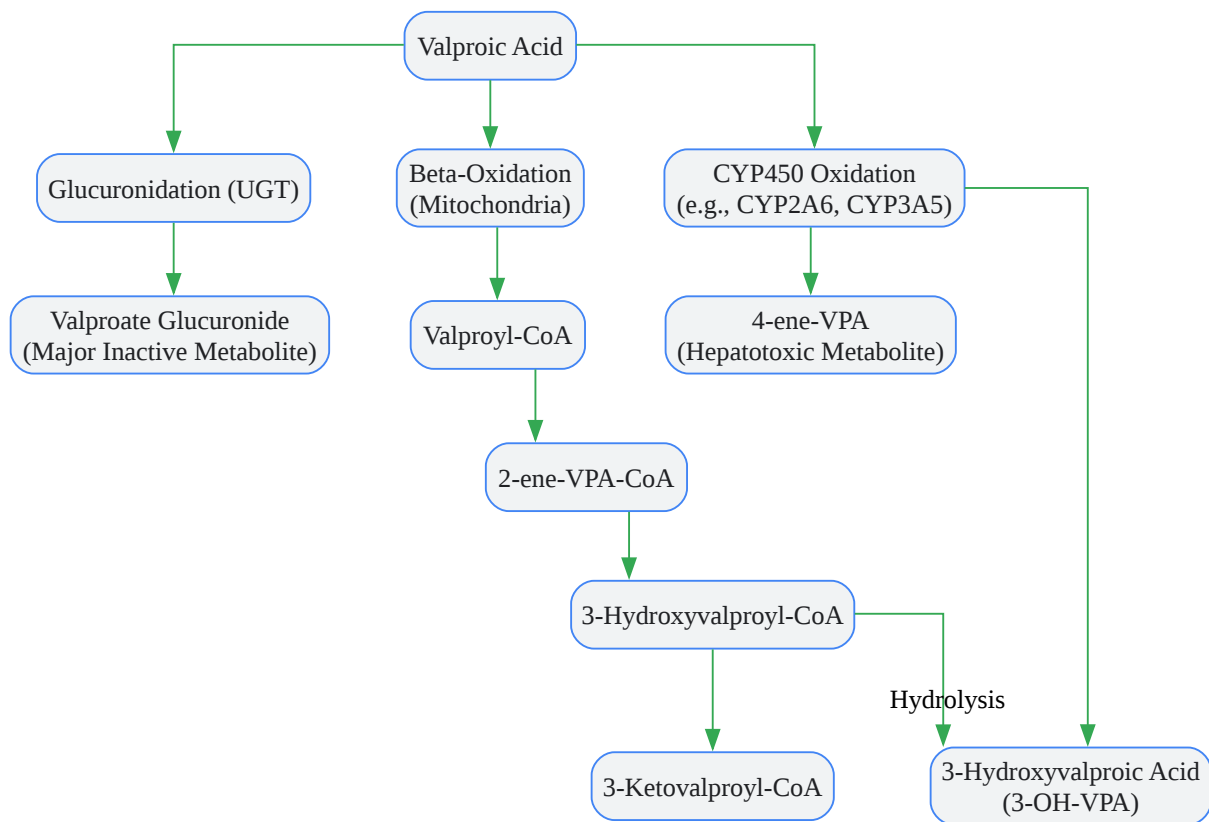 Valproic Acid
Glucuronidation (UGT)
Beta-Oxidation
(Mitochondria)
CYP450 Oxidation
(e.g., CYP2A6, CYP3A5)
Valproate Glucuronide
(Major Inactive Metabolite)
Valproyl-CoA
4-ene-VPA
(Hepatotoxic Metabolite)
2-ene-VPA-CoA
3-Hydroxyvalproyl-CoA
Hydrolysis
3-Ketovalproyl-CoA
3-Hydroxyvalproic Acid
(3-OH-VPA)